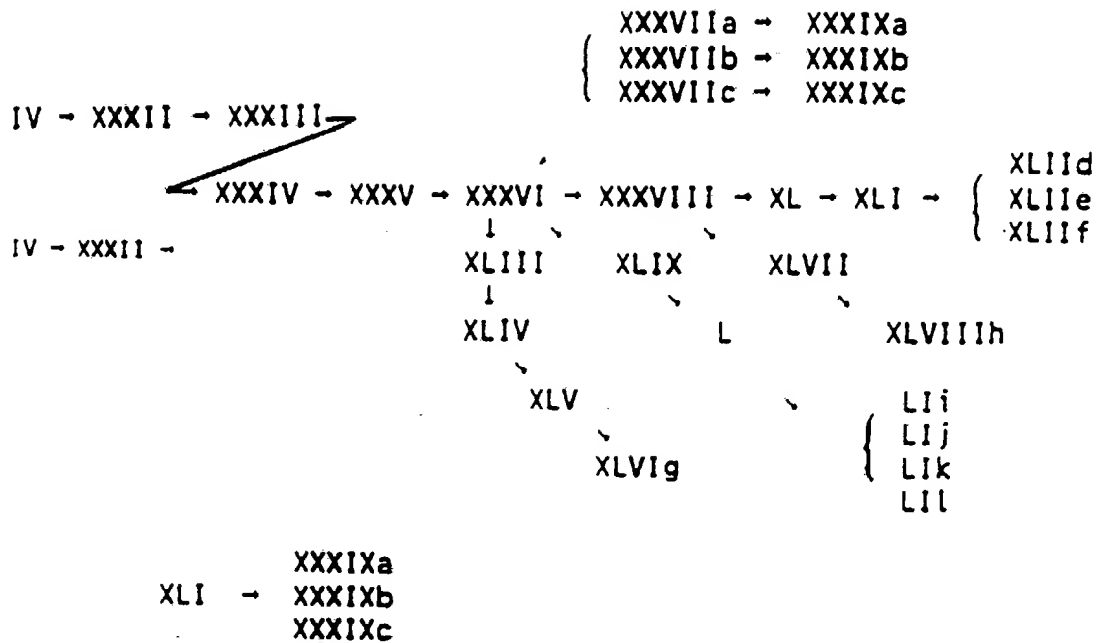 XXXVIIa → XXXIXa
XXXVIIb → XXXIXb
XXXVIIc → XXXIXc
IV → XXXII → XXXIII
→ XXXIV → XXXV → XXXVI → XXXVIII → XL → XLI →
XLIId
XLIIe
XLIIf
IV → XXXII →
XLIII XLIX XLVII
XLIV L XLVIIIh
XLV LIi
LIj
XLVIg LIk
LIl
XXXIXa
XLI → XXXIXb
XXXIXc